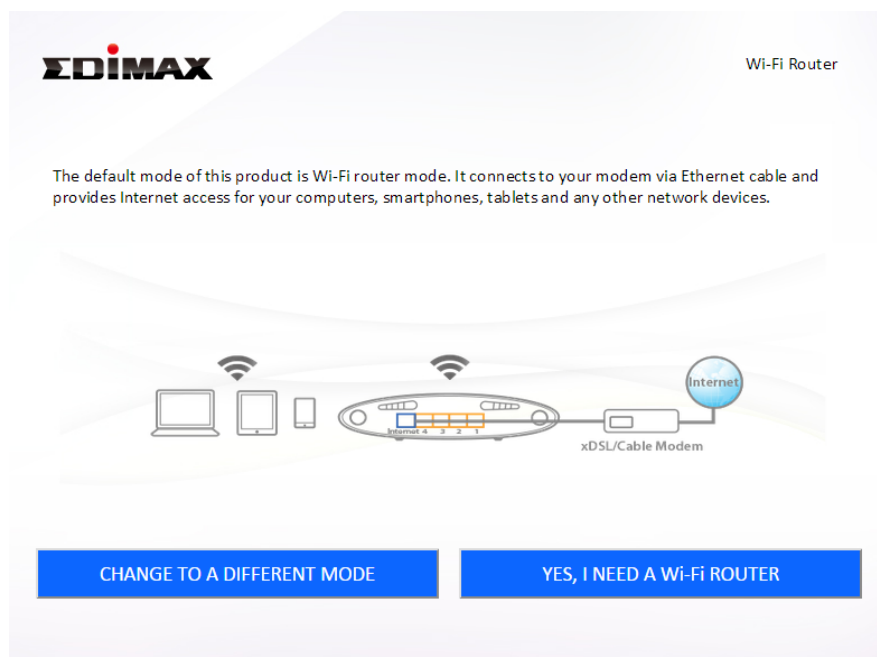 EDIMAX
Wi-Fi Router
The default mode of this product is Wi-Fi router mode. It connects to your modem via Ethernet cable and
provides Internet access for your computers, smartphones, tablets and any other network devices.
Internet
Internet 4 3 2 1
xDSL/Cable Modem
CHANGE TO A DIFFERENT MODE
YES, I NEED A Wi-Fi ROUTER